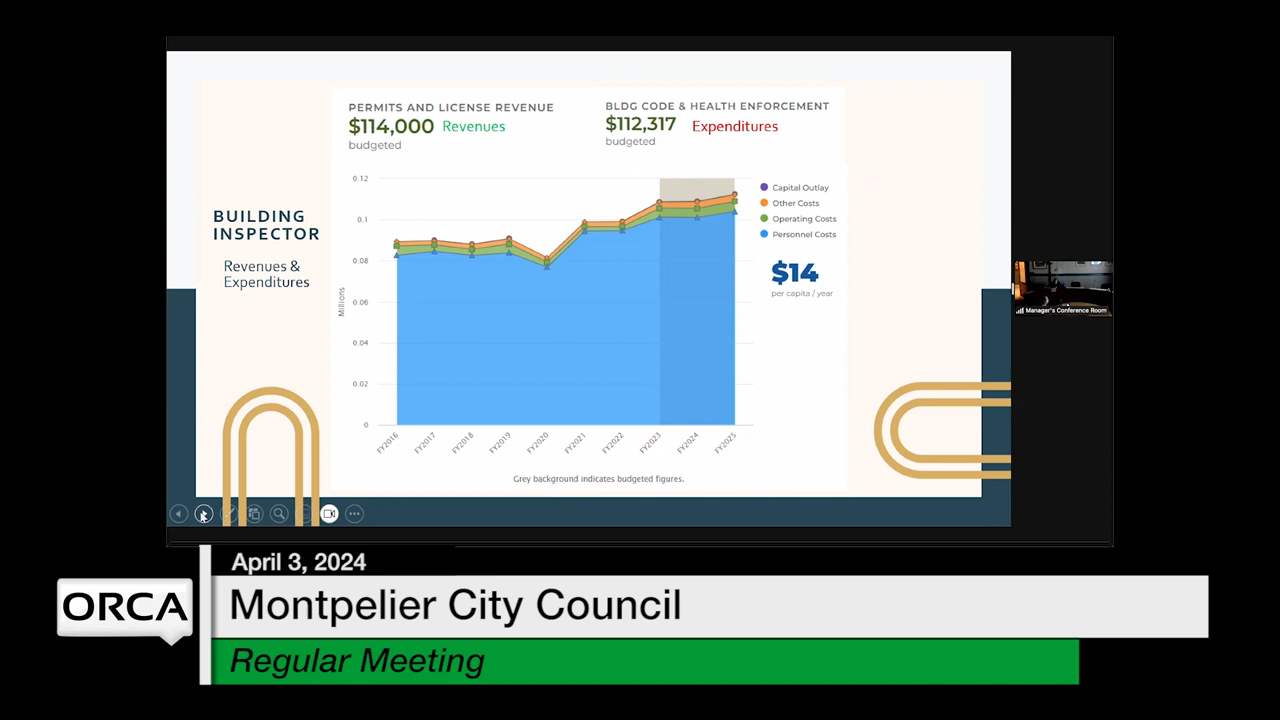 PERMITS AND LICENSE REVENUE
$114,000 Revenues
budgeted
BLDG CODE & HEALTH ENFORCEMENT
$112,317 Expenditures
budgeted
BUILDING
INSPECTOR
Revenues &
Expenditures
Millions
0.12
0.1
0.08
0.06
0.04
0.02
0
FY2016
FY2017
FY2018
FY2019
FY2020
FY2021
FY2022
FY2023
FY2024
FY2025
Capital Outlay
Other Costs
Operating Costs
Personnel Costs
$14
per capita / year
Grey background indicates budgeted figures.
Manager's Conference Room
April 3, 2024
ORCA
Montpelier City Council
Regular Meeting